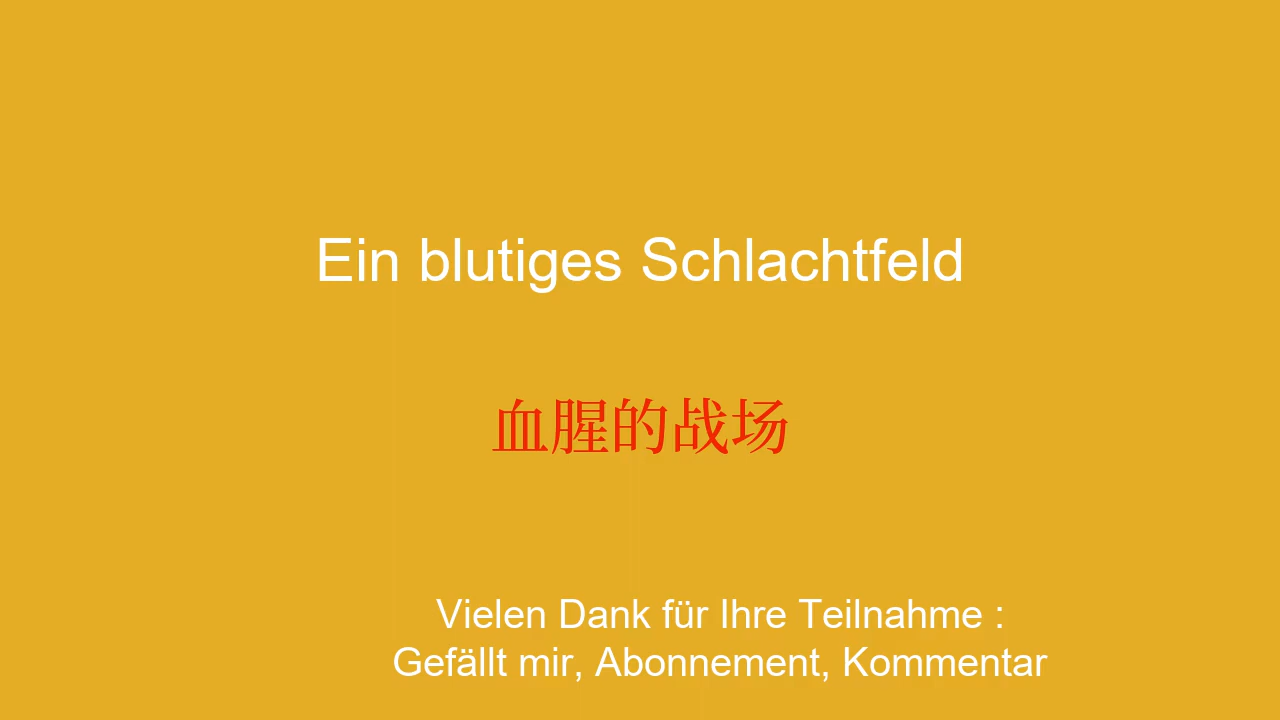 Ein blutiges Schlachtfeld
血腥的战场
Vielen Dank für Ihre Teilnahme :
Gefällt mir, Abonnement, Kommentar